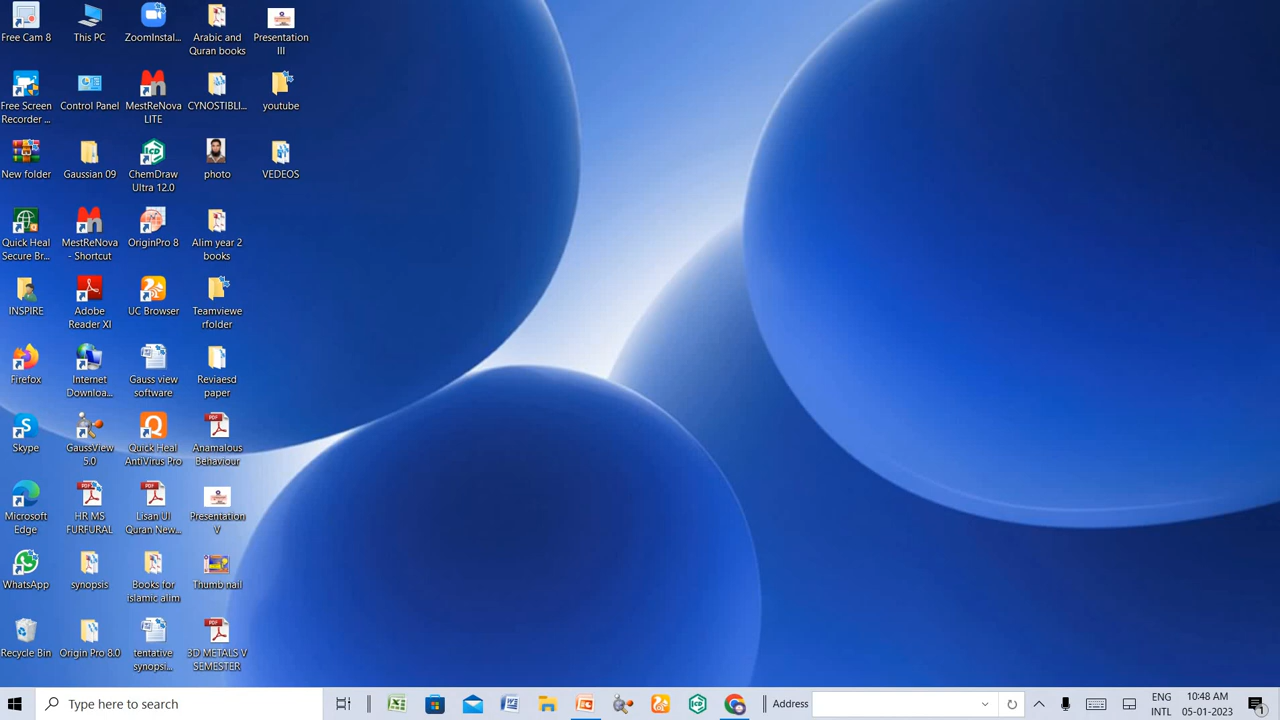 Free Cam 8
This PC
ZoomInstal...
Arabic and
Quran books
Presentation
III
Free Screen
Recorder ...
Control Panel
MestReNova
LITE
CYNOSTIBLI...
youtube
New folder
Gaussian 09
ChemDraw
Ultra 12.0
photo
VEDEOS
Quick Heal
Secure Br...
MestReNova
- Shortcut
OriginPro 8
Alim year 2
books
INSPIRE
Adobe
Reader XI
UC Browser
Teamviewe
rfolder
Firefox
Internet
Downloa...
Gauss view
software
Reviaesd
paper
Skype
GaussView
5.0
Quick Heal
AntiVirus Pro
Anamalous
Behaviour
Microsoft
Edge
HR MS
FURFURAL
Lisan Ul
Quran New...
Presentation
V
WhatsApp
synopsis
Books for
islamic alim
Thumb nail
Recycle Bin
Origin Pro 8.0
tentative
synopsi...
3D METALS V
SEMESTER
Type here to search
Address
ENG
INTL
10:48 AM
05-01-2023